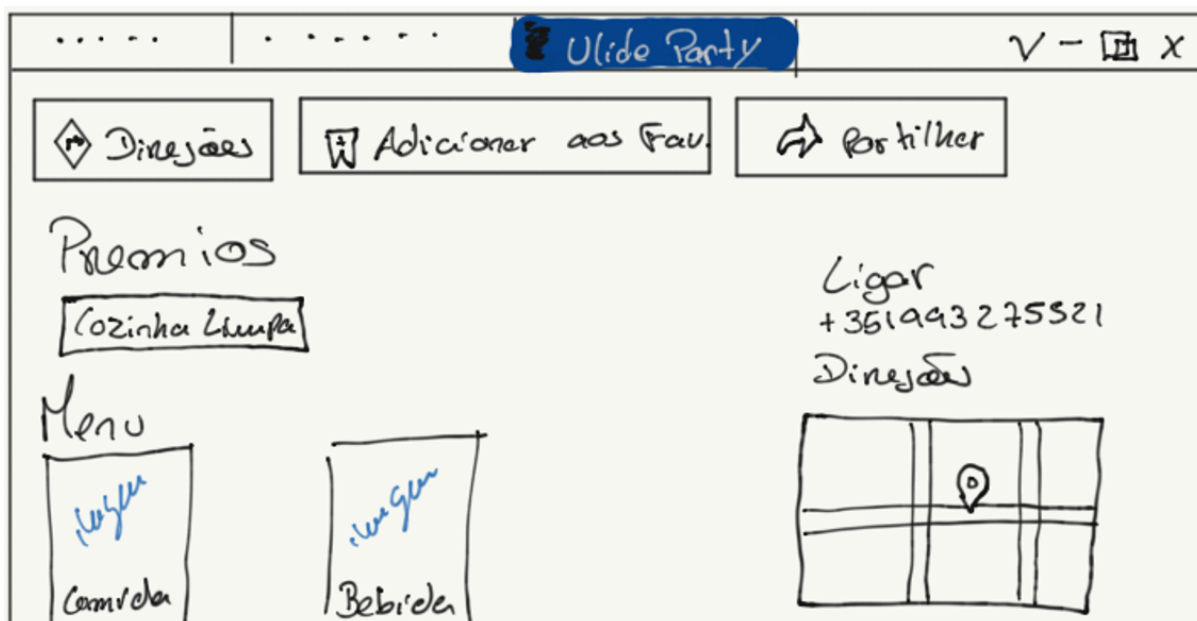 Ulide Party
Direções
Adicionar aos Fav.
Partilhar
Premios
Cozinha Limpa
Ligar
+351993275321
Direções
Menu
Imagem
Imagem
Comida
Bebida